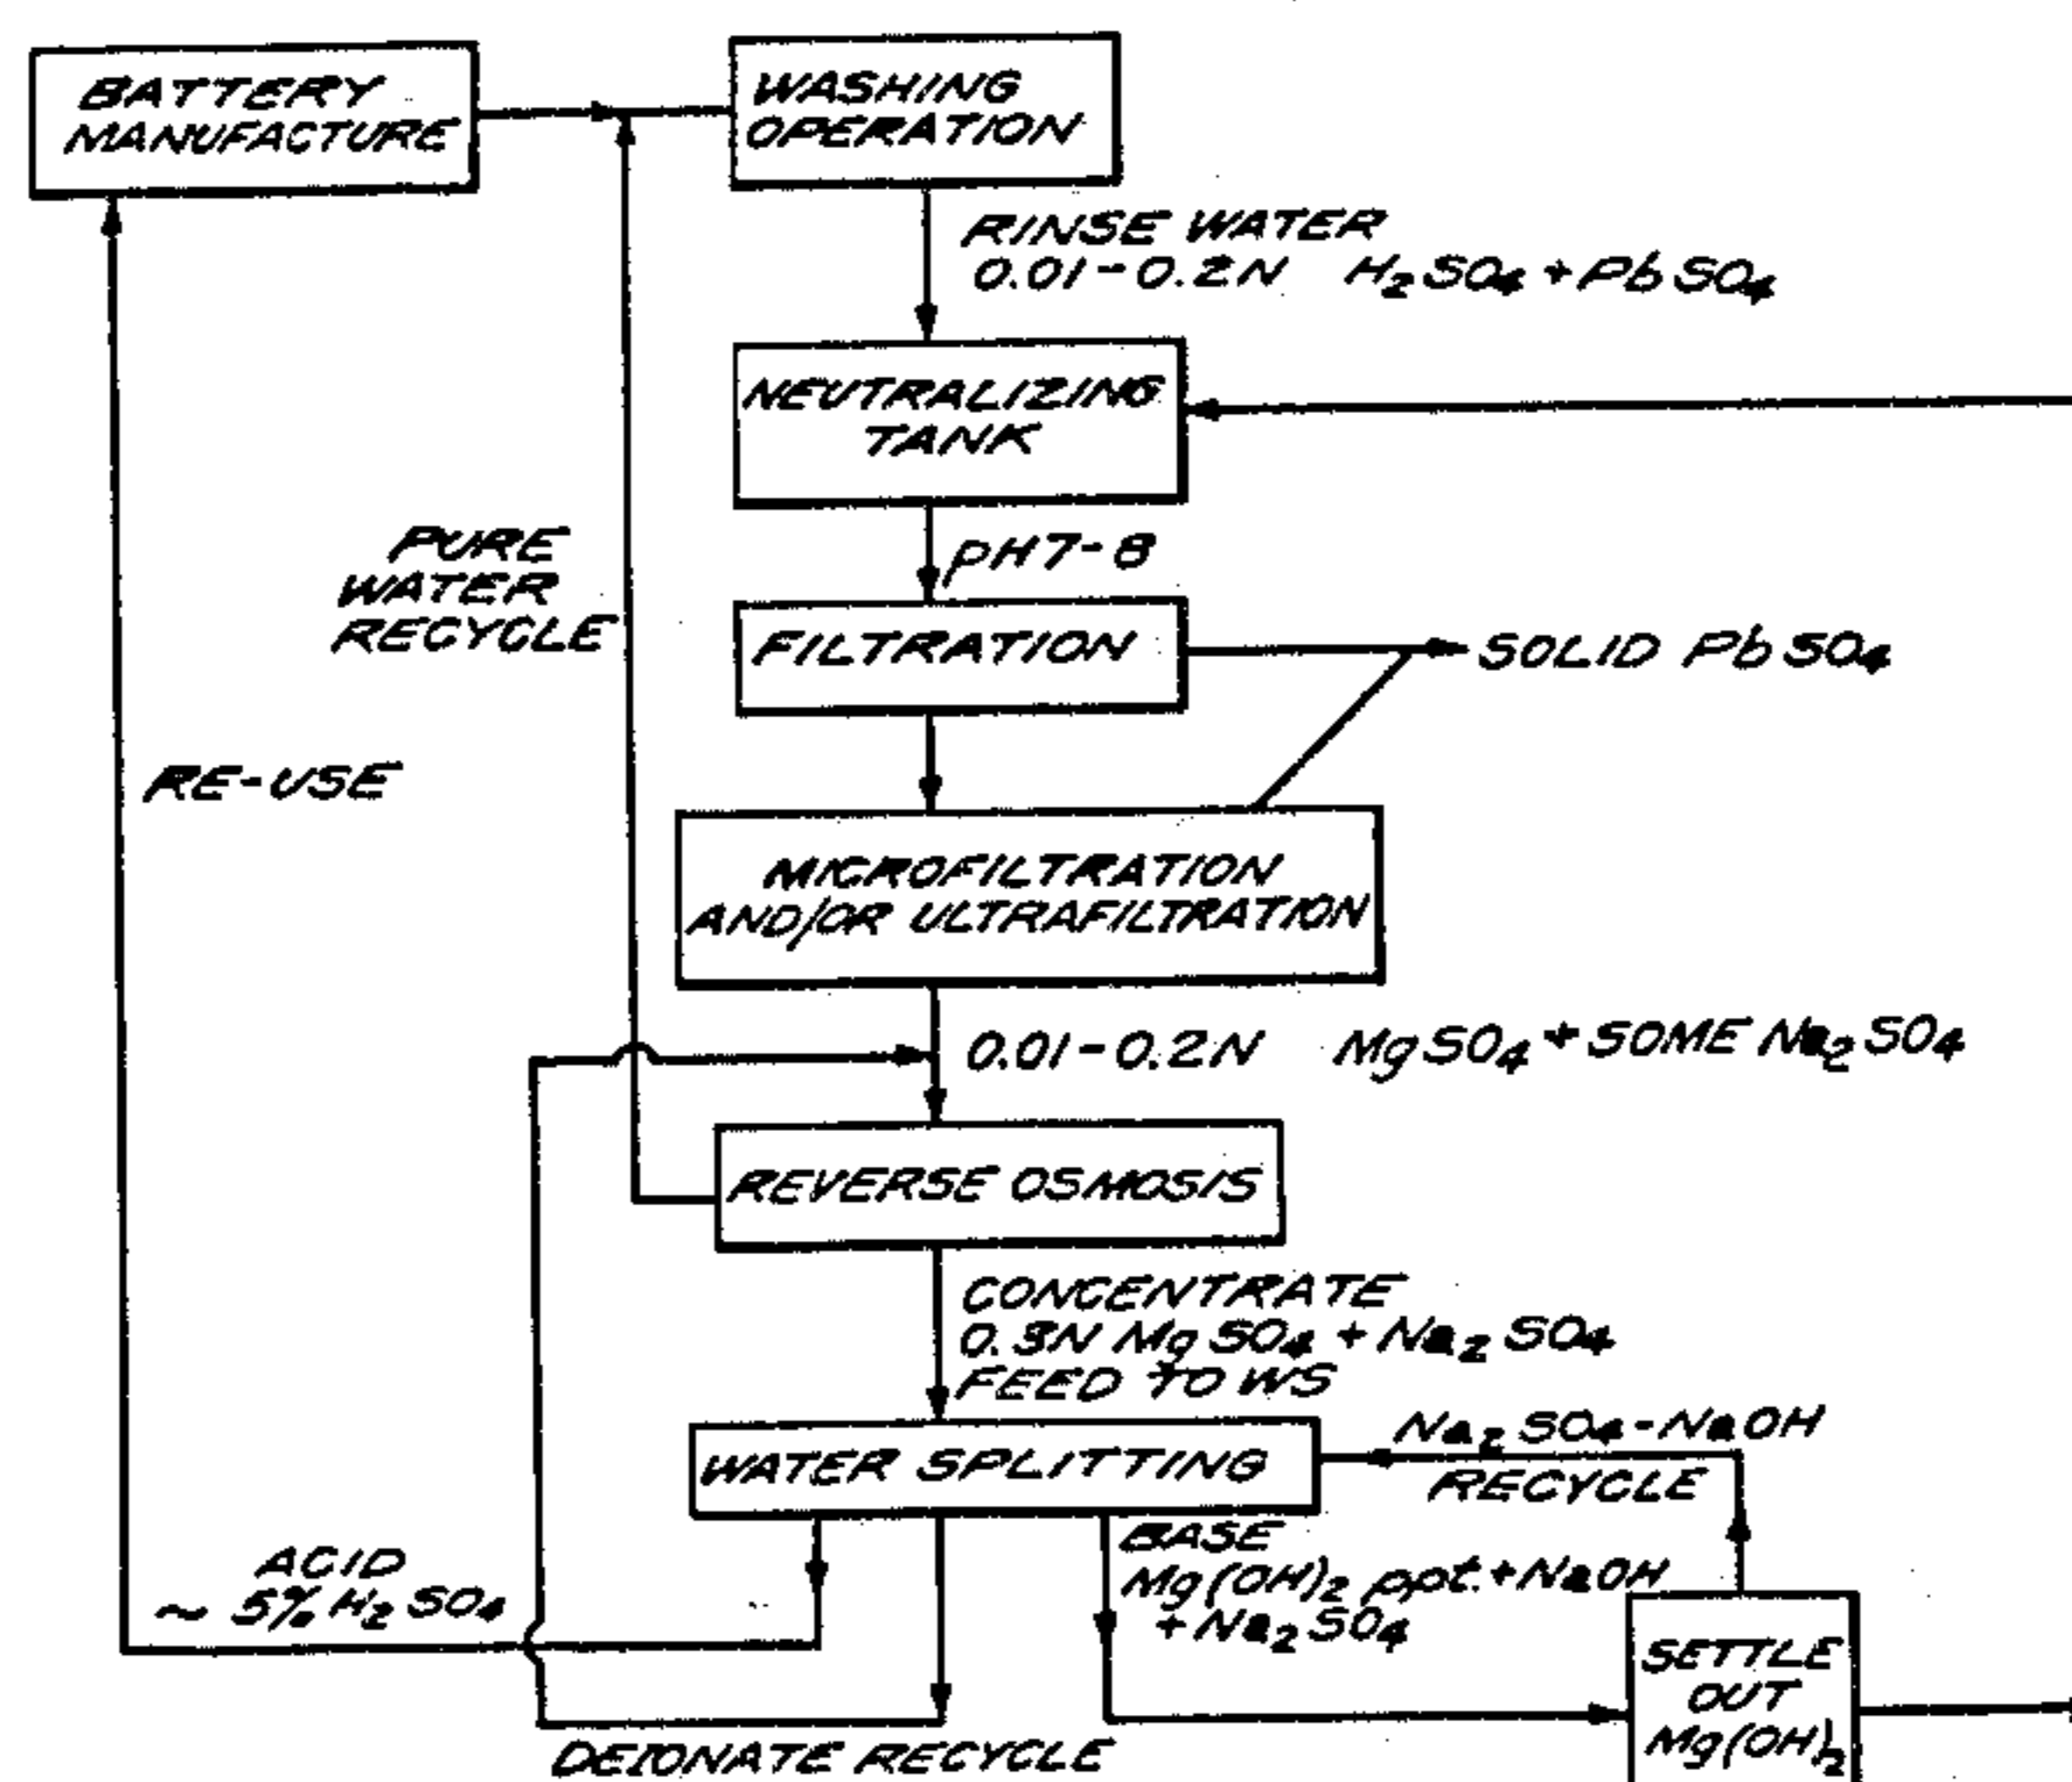 BATTERY
MANUFACTURE
WASHING
OPERATION
RINSE WATER
0.01-0.2N H₂SO₄ + PbSO₄
NEUTRALIZING
TANK
pH7-8
PURE
WATER
RECYCLE
FILTRATION
SOLID PbSO₄
RE-USE
MICROFILTRATION
AND/OR ULTRAFILTRATION
0.01-0.2N MgSO₄ + SOME Na₂SO₄
REVERSE OSMOSIS
CONCENTRATE
0.3N MgSO₄ + Na₂SO₄
FEED TO WS
WATER SPLITTING
Na₂SO₄-NaOH
RECYCLE
ACID
~ 5% H₂SO₄
BASE
Mg(OH)₂ ppt.+NaOH
+Na₂SO₄
SETTLE
OUT
Mg(OH)₂
DEIONATE RECYCLE